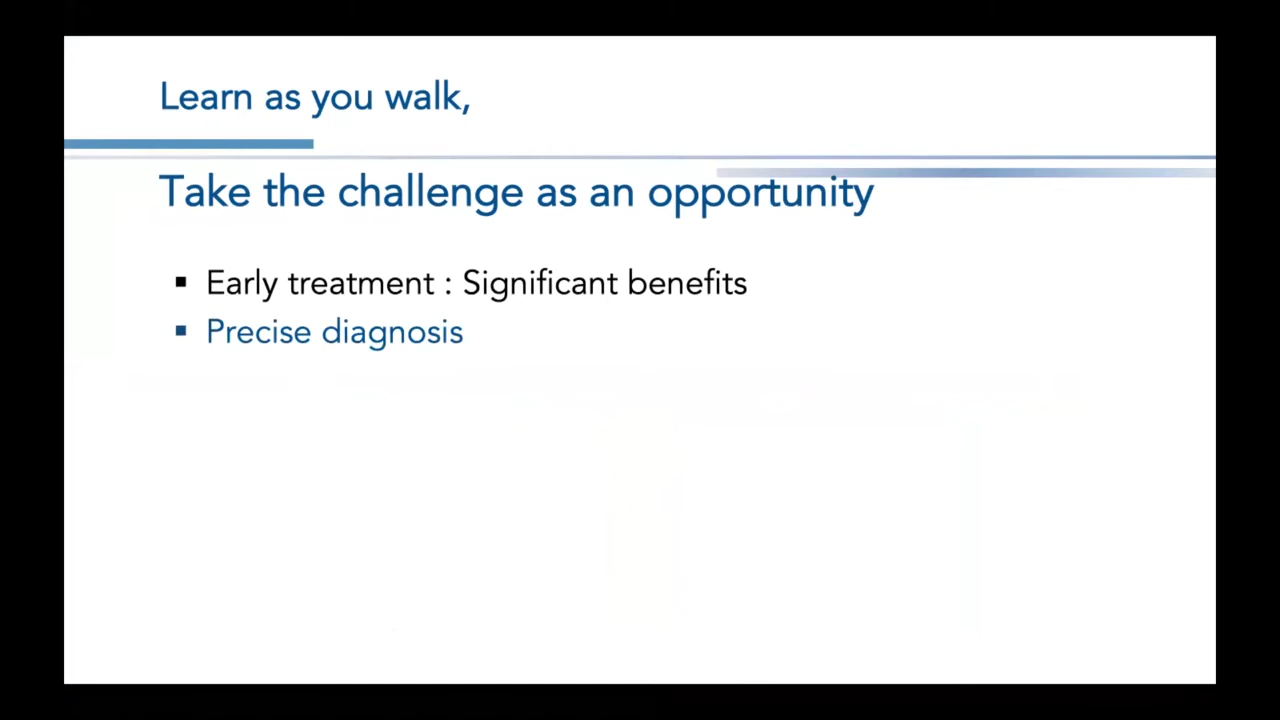 Learn as you walk,
Take the challenge as an opportunity
▪ Early treatment : Significant benefits
▪ Precise diagnosis